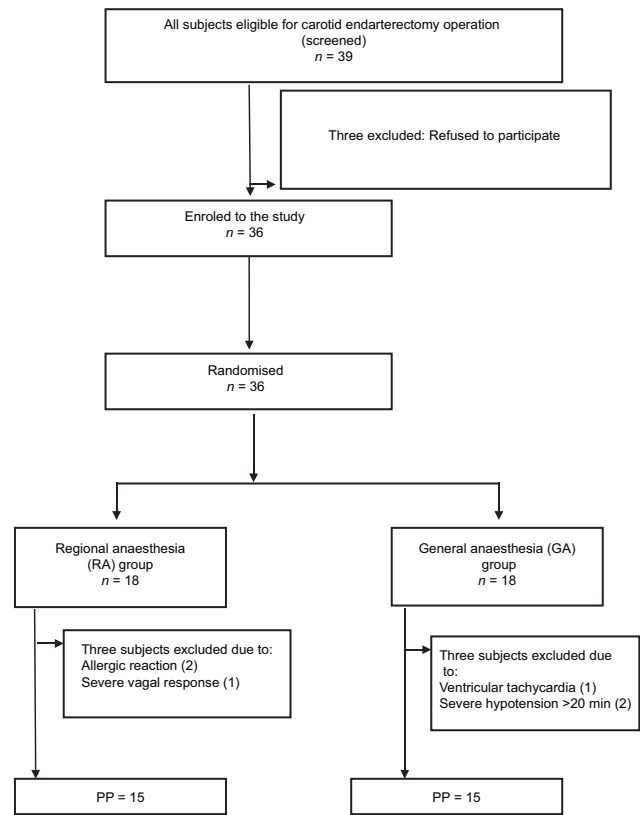 All subjects eligible for carotid endarterectomy operation
(screened)
n = 39
Three excluded: Refused to participate
Enroled to the study
n = 36
Randomised
n = 36
Regional anaesthesia
(RA) group
n = 18
General anaesthesia (GA)
group
n = 18
Three subjects excluded due to:
Allergic reaction (2)
Severe vagal response (1)
Three subjects excluded due
to:
Ventricular tachycardia (1)
Severe hypotension >20 min (2)
PP = 15
PP = 15